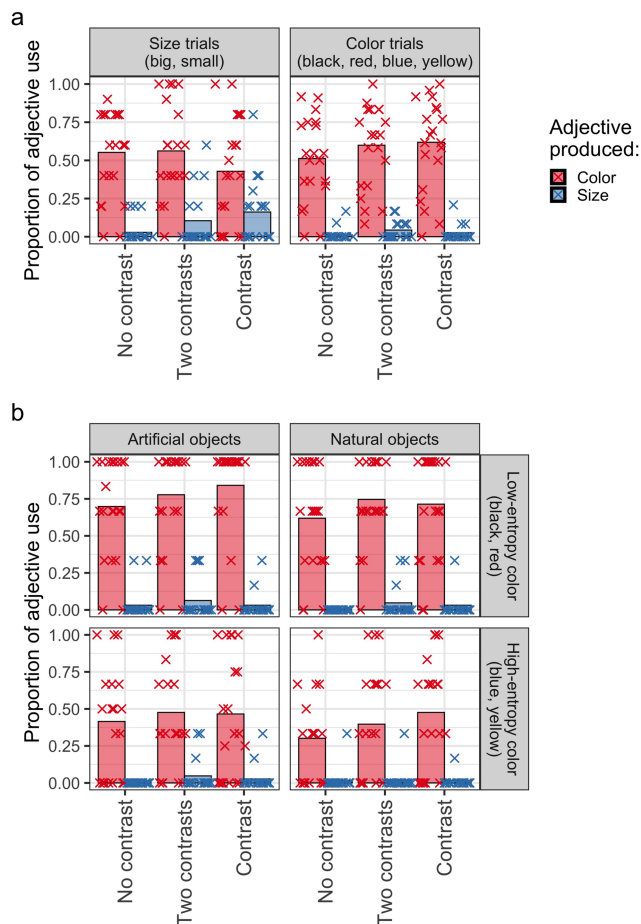 a
Size trials
(big, small)
Color trials
(black, red, blue, yellow)
Proportion of adjective use
1.00
0.75
0.50
0.25
0.00
No contrast
Two contrasts
Contrast
No contrast
Two contrasts
Contrast
Adjective
produced:
Color
Size
b
Artificial objects
Natural objects
Proportion of adjective use
1.00
0.75
0.50
0.25
0.00
Low-entropy color
(black, red)
Proportion of adjective use
1.00
0.75
0.50
0.25
0.00
High-entropy color
(blue, yellow)
No contrast
Two contrasts
Contrast
No contrast
Two contrasts
Contrast